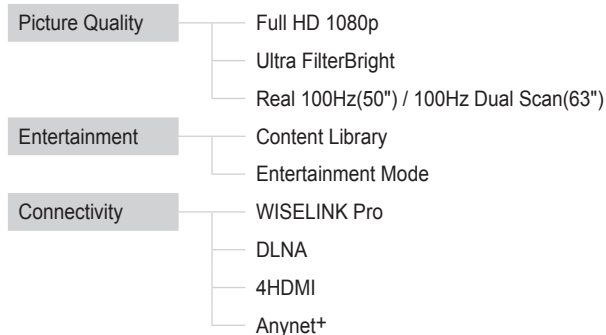 Picture Quality
Full HD 1080p
Ultra FilterBright
Real 100Hz(50") / 100Hz Dual Scan(63")
Entertainment
Content Library
Entertainment Mode
Connectivity
WISELINK Pro
DLNA
4HDMI
Anynet+